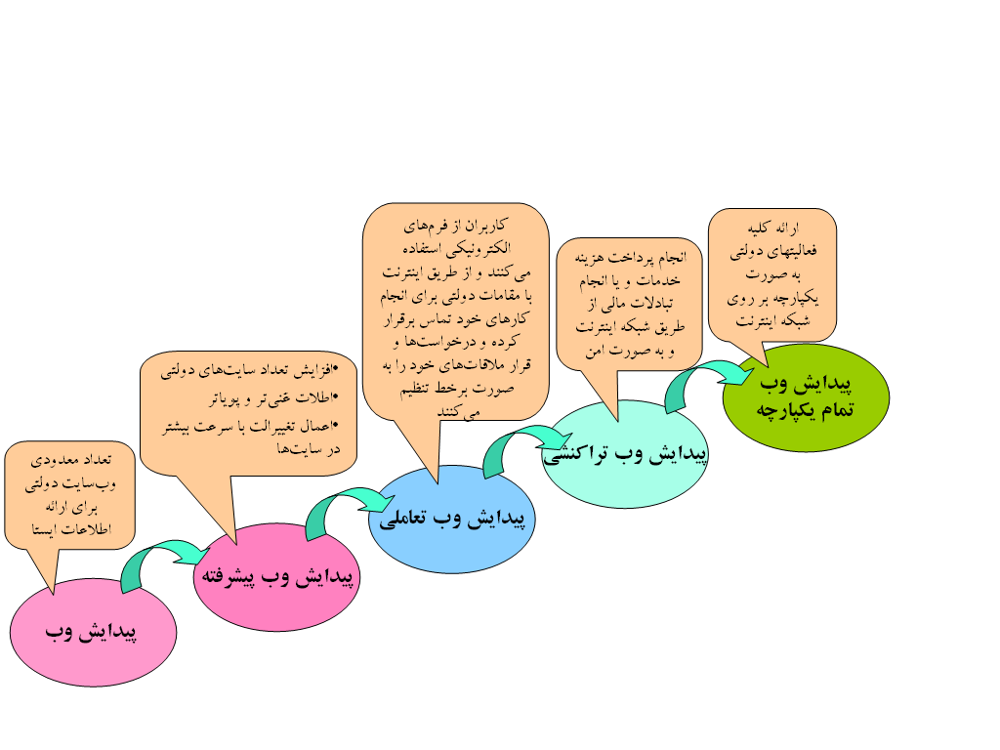 تعداد معدودی
وب‌سایت دولتی
برای ارائه
اطلاعات ایستا
پیدایش وب
•افزایش تعداد سایت‌های دولتی
•اطلات غنی‌تر و پویاتر
•اعمال تغییرالت با سرعت بیشتر
در سایت‌ها
پیدایش وب پیشرفته
کاربران از فرم‌های
الکترونیکی استفاده
می‌کنند و از طریق اینترنت
با مقامات دولتی برای انجام
کارهای خود تماس برقرار
کرده و درخواست‌ها و
قرار ملاقات‌های خود را به
صورت برخط تنظیم
می‌کنند
پیدایش وب تعاملی
انجام پرداخت هزینه
خدمات و یا انجام
تبادلات مالی از
طریق شبکه اینترنت
و به صورت امن
پیدایش وب تراکنشی
ارائه کلیه
فعالیتهای دولتی
به صورت
یکپارچه بر روی
شبکه اینترنت
پیدایش وب
تمام یکپارچه